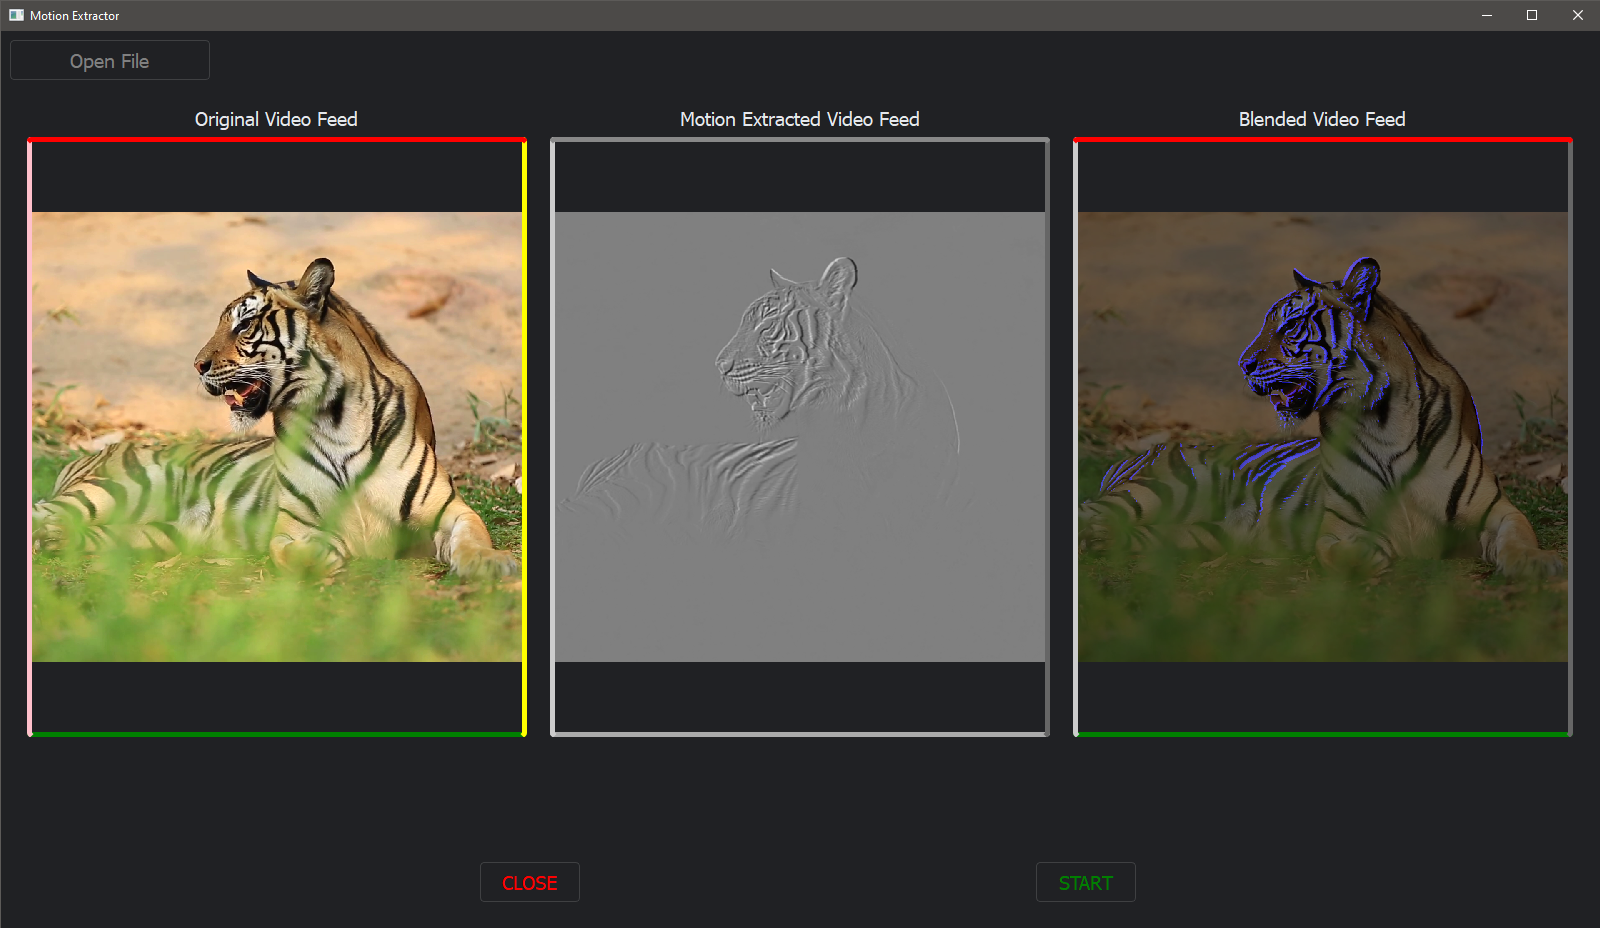 Motion Extractor
Open File
Original Video Feed
Motion Extracted Video Feed
Blended Video Feed
CLOSE
START